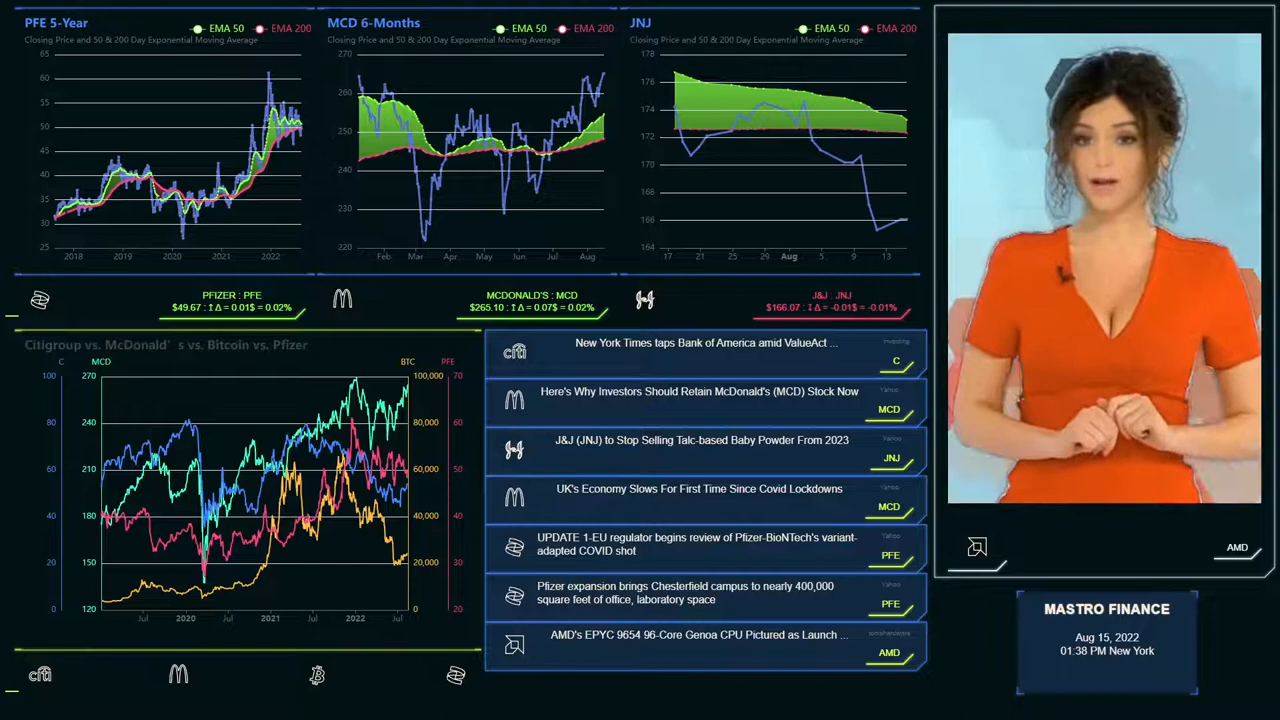 PFE 5-Year
EMA 50
EMA 200
Closing Price and 50 & 200 Day Exponential Moving Average
65
60
55
50
45
40
35
30
25
2018
2019
2020
2021
2022
MCD 6-Months
EMA 50
EMA 200
Closing Price and 50 & 200 Day Exponential Moving Average
270
260
250
240
230
220
Feb
Mar
Apr
May
Jun
Jul
Aug
JNJ
EMA 50
EMA 200
Closing Price and 50 & 200 Day Exponential Moving Average
178
176
174
172
170
168
166
164
17
21
25
29
Aug
5
9
13
PFIZER : PFE
$49.67 : ‡ Δ = 0.01$ = 0.02%
MCDONALD'S : MCD
$265.10 : ‡ Δ = 0.07$ = 0.02%
J&J : JNJ
$166.07 : ‡ Δ = -0.01$ = -0.01%
Citigroup vs. McDonald’s vs. Bitcoin vs. Pfizer
C
MCD
BTC
PFE
100
80
60
40
20
0
270
240
210
180
150
120
100,000
80,000
60,000
40,000
20,000
0
70
60
50
40
30
20
Jul
2020
Jul
2021
Jul
2022
Jul
citi
citi
New York Times taps Bank of America amid ValueAct ...
Investing
C
Here's Why Investors Should Retain McDonald's (MCD) Stock Now
Yahoo
MCD
J&J (JNJ) to Stop Selling Talc-based Baby Powder From 2023
Yahoo
JNJ
UK's Economy Slows For First Time Since Covid Lockdowns
Yahoo
MCD
UPDATE 1-EU regulator begins review of Pfizer-BioNTech's variant-
adapted COVID shot
Yahoo
PFE
Pfizer expansion brings Chesterfield campus to nearly 400,000
square feet of office, laboratory space
Yahoo
PFE
AMD's EPYC 9654 96-Core Genoa CPU Pictured as Launch ...
AMD
AMD
MASTRO FINANCE
Aug 15, 2022
01:38 PM New York